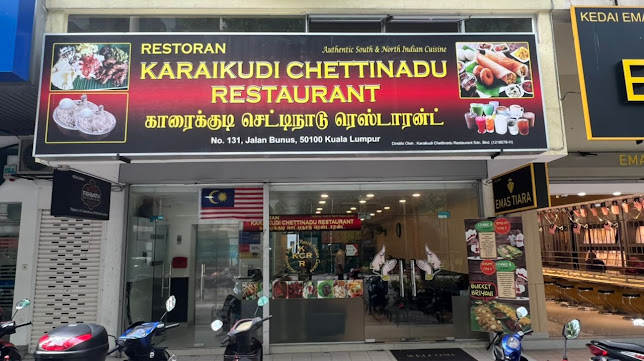 RESTORAN
Authentic South & North Indian Cuisine
KARAIKUDI CHETTINADU
RESTAURANT
காரைக்குடி செட்டிநாடு ரெஸ்டாரன்ட்
No. 131, Jalan Bunus, 50100 Kuala Lumpur
KEDAI EMAS
EMAS
EMAS TIARA
KARAIKUDI CHETTINADU RESTAURANT
KCR
BUCKET
BRIYANI